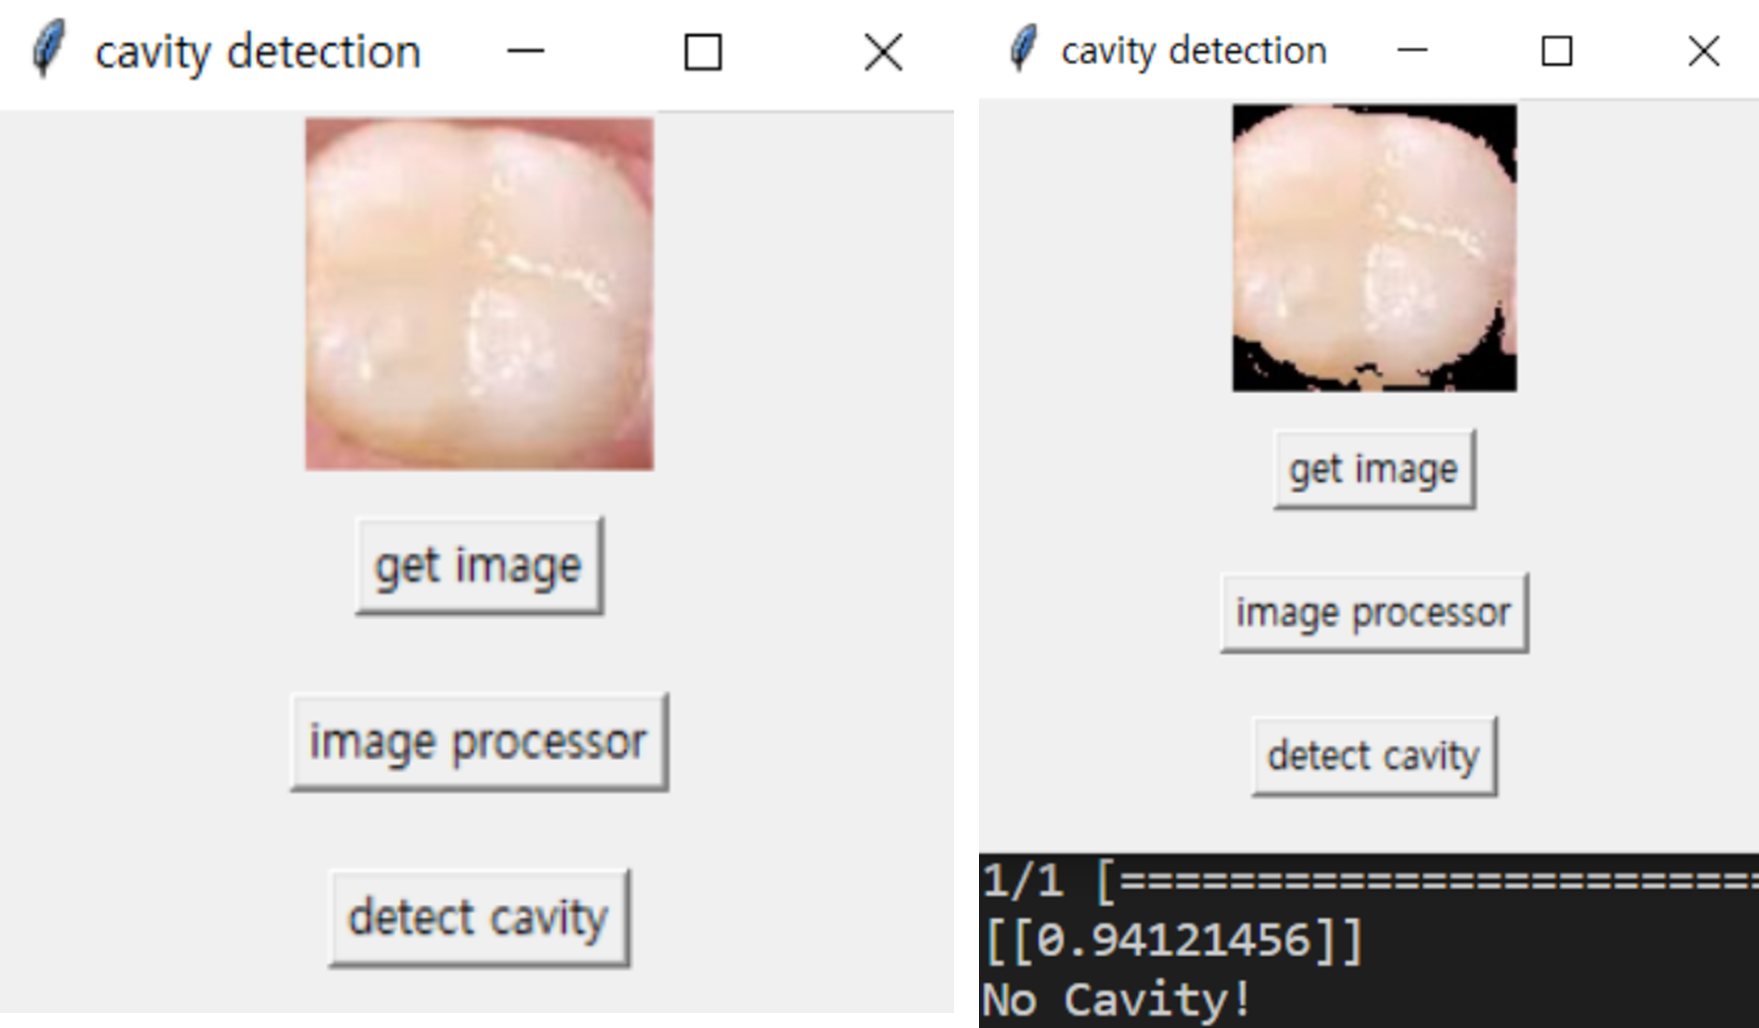 cavity detection
get image
image processor
detect cavity
cavity detection
get image
image processor
detect cavity
1/1 [=========================
[[0.94121456]]
No Cavity!